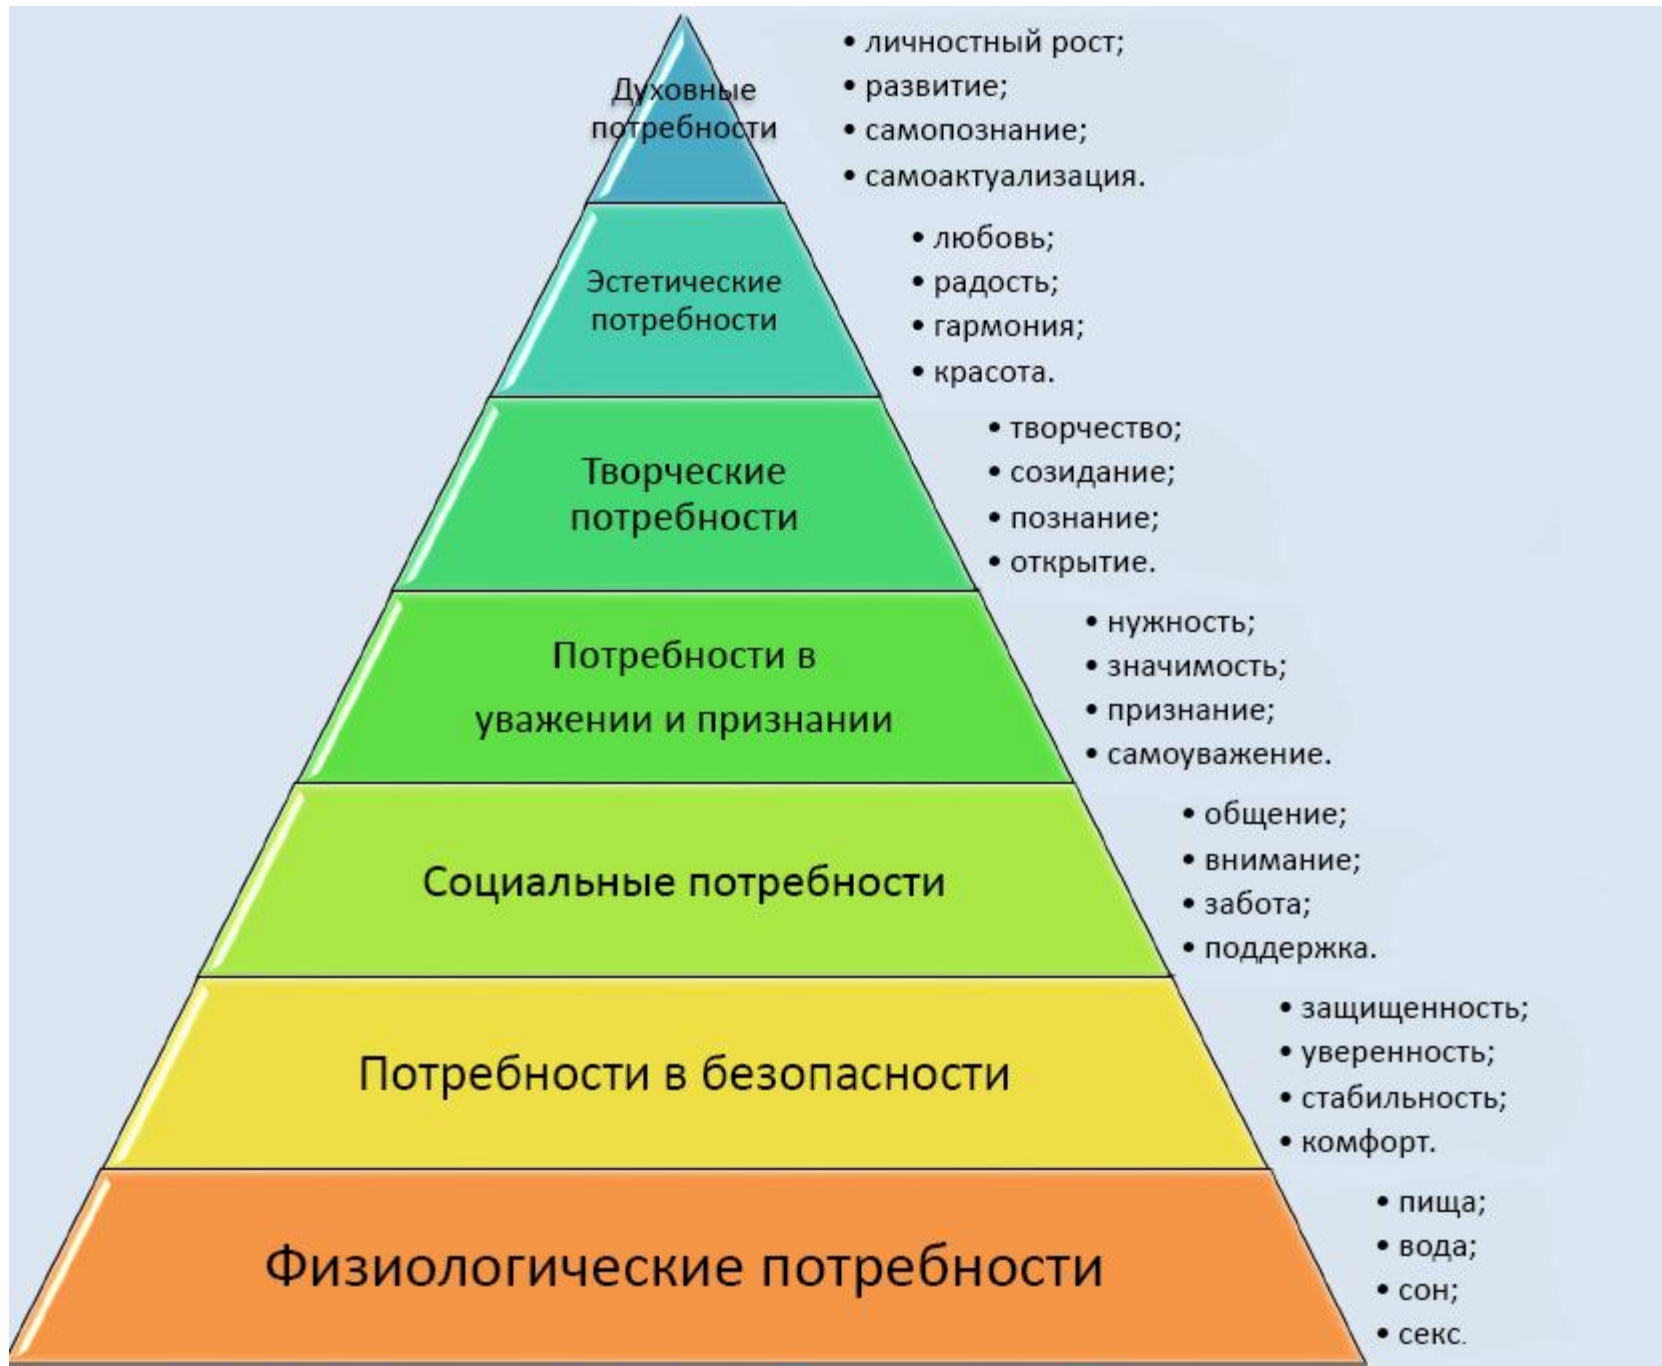 Духовные
потребности
• личностный рост;
• развитие;
• самопознание;
• самоактуализация.
Эстетические
потребности
• любовь;
• радость;
• гармония;
• красота.
Творческие
потребности
• творчество;
• созидание;
• познание;
• открытие.
Потребности в
уважении и признании
• нужность;
• значимость;
• признание;
• самоуважение.
Социальные потребности
• общение;
• внимание;
• забота;
• поддержка.
Потребности в безопасности
• защищенность;
• уверенность;
• стабильность;
• комфорт.
Физиологические потребности
• пища;
• вода;
• сон;
• секс.